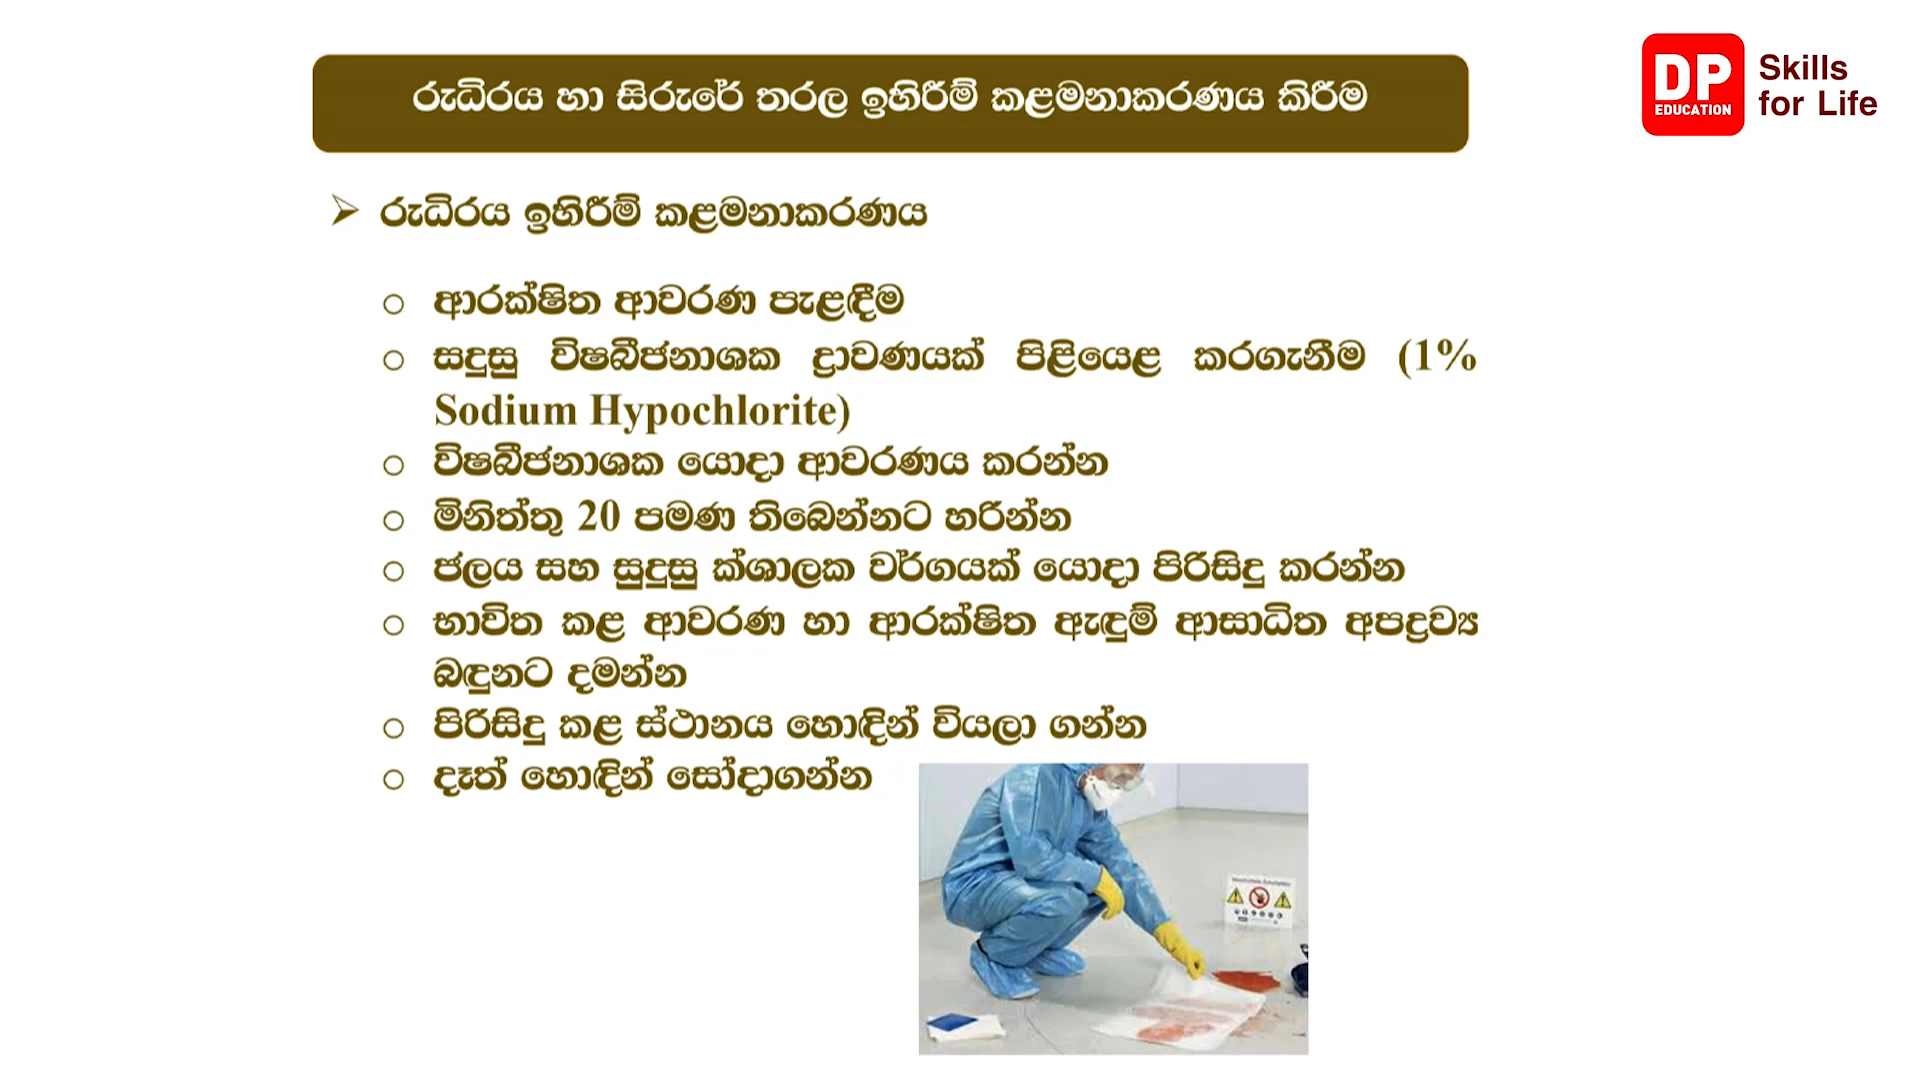 රුධිරය හා සිරුරේ තරල ඉහිරීම් කළමනාකරණය කිරීම
DP
EDUCATION
Skills
for Life
රුධිරය ඉහිරීම් කළමනාකරණය
ආරක්ෂිත ආවරණ පැළඳීම
සදුසු විෂබීජනාශක ද්‍රාවණයක් පිළියෙළ කරගැනීම (1%
Sodium Hypochlorite)
විෂබීජනාශක යොදා ආවරණය කරන්න
මිනිත්තු 20 පමණ තිබෙන්නට හරින්න
ජලය සහ සුදුසු ක්ශාලක වර්ගයක් යොදා පිරිසිදු කරන්න
භාවිත කළ ආවරණ හා ආරක්ෂිත ඇඳුම් ආසාධිත අපද්‍රව්‍ය
බඳුනට දමන්න
පිරිසිදු කළ ස්ථානය හොඳින් වියලා ගන්න
දෑත් හොඳින් සෝදාගන්න